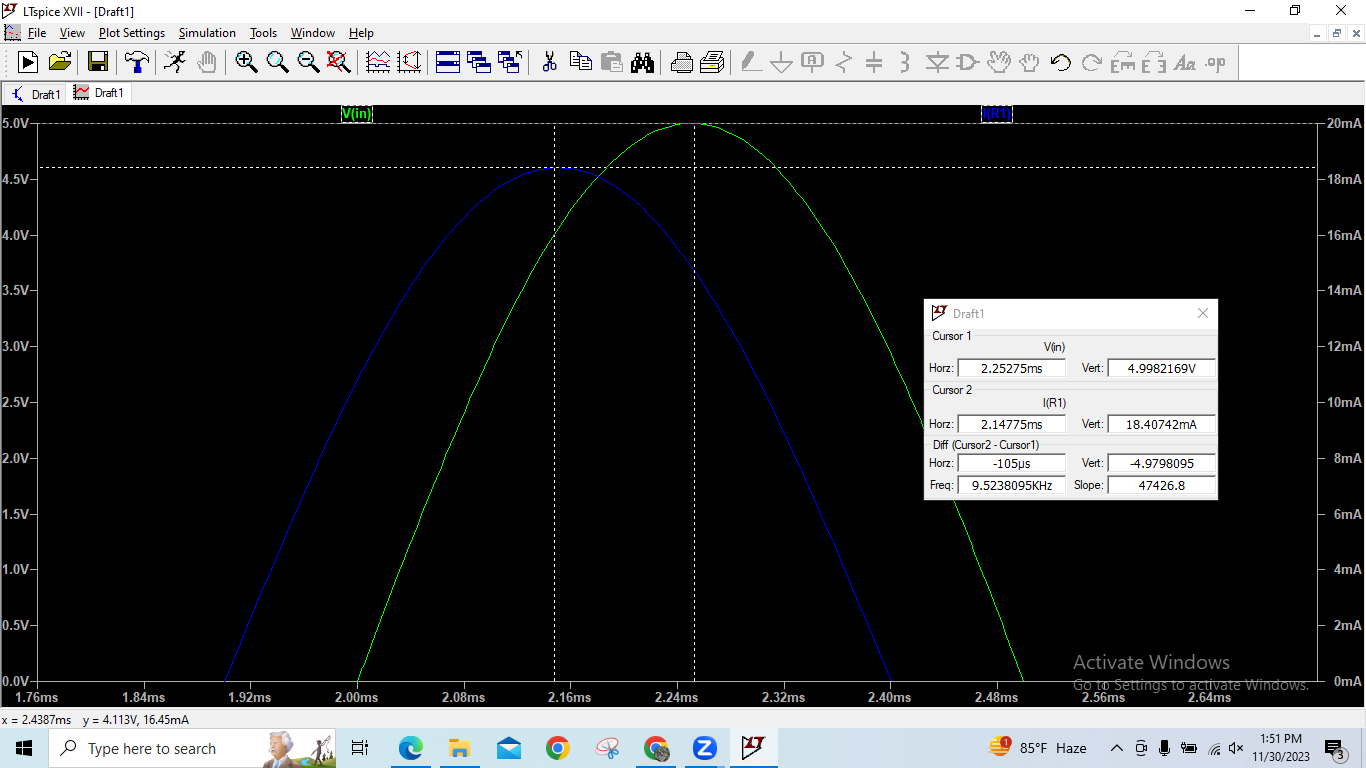 LTspice XVII - [Draft1]
File View Plot Settings Simulation Tools Window Help
Draft1 Draft1
V(in) I(R1)
5.0V 20mA
4.5V 18mA
4.0V 16mA
3.5V 14mA
3.0V 12mA
2.5V 10mA
2.0V 8mA
1.5V 6mA
1.0V 4mA
0.5V 2mA
0.0V 0mA
1.76ms 1.84ms 1.92ms 2.00ms 2.08ms 2.16ms 2.24ms 2.32ms 2.40ms 2.48ms 2.56ms 2.64ms
Draft1
Cursor 1
V(in)
Horz: 2.25275ms Vert: 4.9982169V
Cursor 2
I(R1)
Horz: 2.14775ms Vert: 18.40742mA
Diff (Cursor2 - Cursor1)
Horz: -105µs Vert: -4.9798095
Freq: 9.5238095KHz Slope: 47426.8
Activate Windows
Go to Settings to activate Windows.
x = 2.4387ms y = 4.113V, 16.45mA
Type here to search
1
85°F Haze
1:51 PM
11/30/2023
3